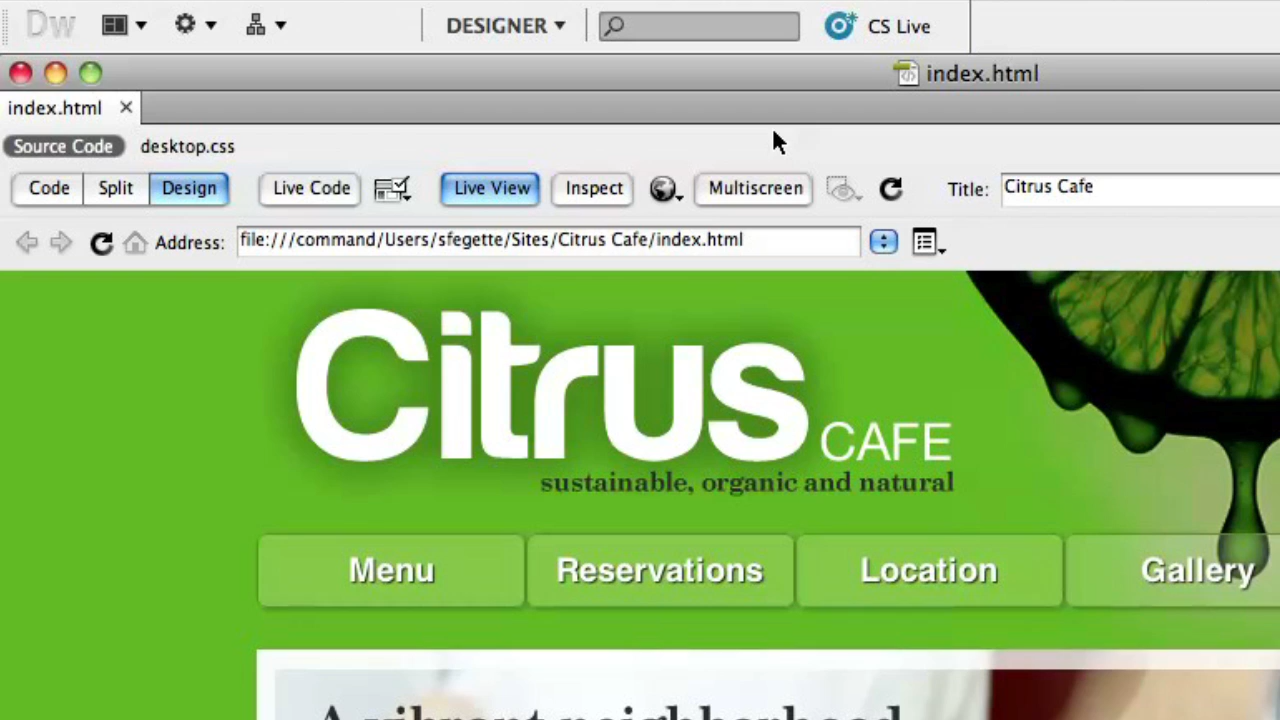 Dw DESIGNER CS Live
index.html
index.html
Source Code desktop.css
Code Split Design Live Code Live View Inspect Multiscreen Title: Citrus Cafe
Address: file:///command/Users/sfegette/Sites/Citrus Cafe/index.html
Citrus CAFE
sustainable, organic and natural
Menu Reservations Location Gallery
A vibrant neighborhood